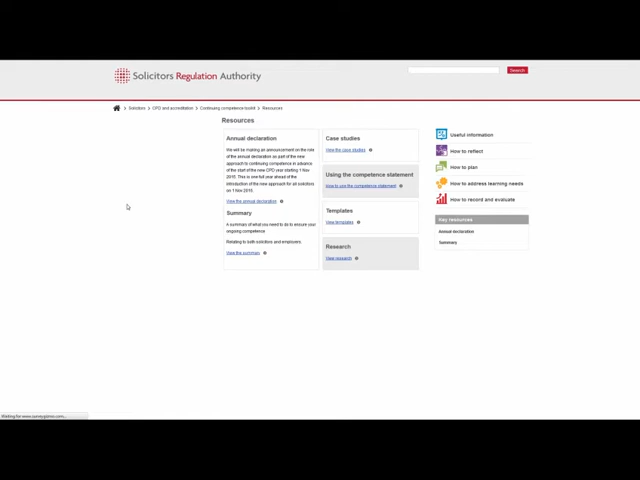 Solicitors Regulation Authority
Search
Solicitors
CPD and accreditation
Continuing competence toolkit
Resources
Resources
Annual declaration
We will be making an announcement on the role
of the annual declaration as part of the new
approach to continuing competence in advance
of the start of the new CPD year starting 1 Nov
2015. This is one full year ahead of the
introduction of the new approach for all solicitors
on 1 Nov 2016.
View the annual declaration
Summary
A summary of what you need to do to ensure your
ongoing competence
Relating to both solicitors and employers.
View the summary
Case studies
View the case studies
Using the competence statement
How to use the competence statement
Templates
View templates
Research
View research
Useful information
How to reflect
How to plan
How to address learning needs
How to record and evaluate
Key resources
Annual declaration
Summary
Waiting for www.surveygizmo.com...